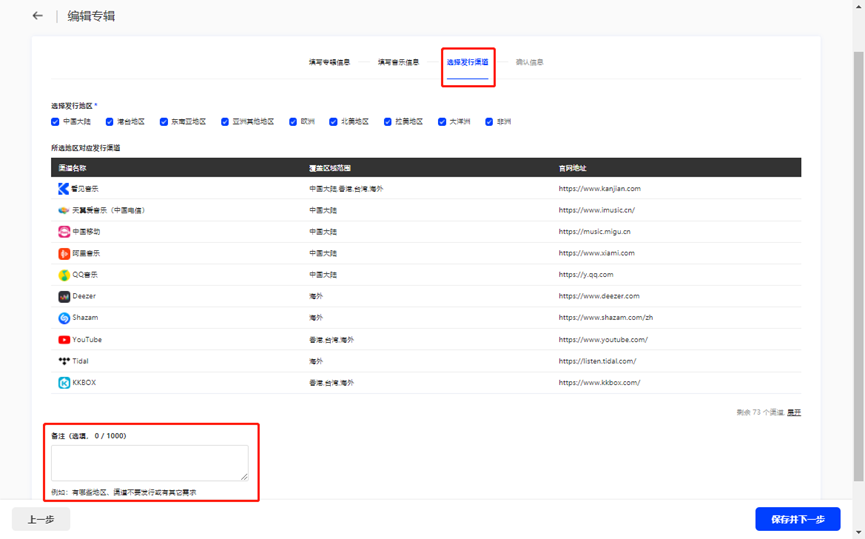 编辑专辑
填写专辑信息 填写音乐信息 选择发行渠道 确认信息
选择发行地区 *
中国大陆 港台地区 东南亚地区 亚洲其他地区 欧洲 北美地区 拉美地区 大洋洲 非洲
所选地区对应发行渠道
渠道名称 覆盖区域范围 官网地址
看见音乐 中国大陆,香港,台湾,海外 https://www.kanjian.com
天翼爱音乐（中国电信） 中国大陆 https://www.imusic.cn/
中国移动 中国大陆 https://music.migu.cn
阿里音乐 中国大陆 https://www.xiami.com
QQ音乐 中国大陆 https://y.qq.com
Deezer 海外 https://www.deezer.com
Shazam 海外 https://www.shazam.com/zh
YouTube 香港,台湾,海外 https://www.youtube.com/
Tidal 海外 https://listen.tidal.com/
KKBOX 香港,台湾,海外 https://www.kkbox.com/
剩余 73 个渠道, 展开
备注（选填， 0 / 1000）
例如：有哪些地区、渠道不要发行或有其它需求
上一步 保存并下一步